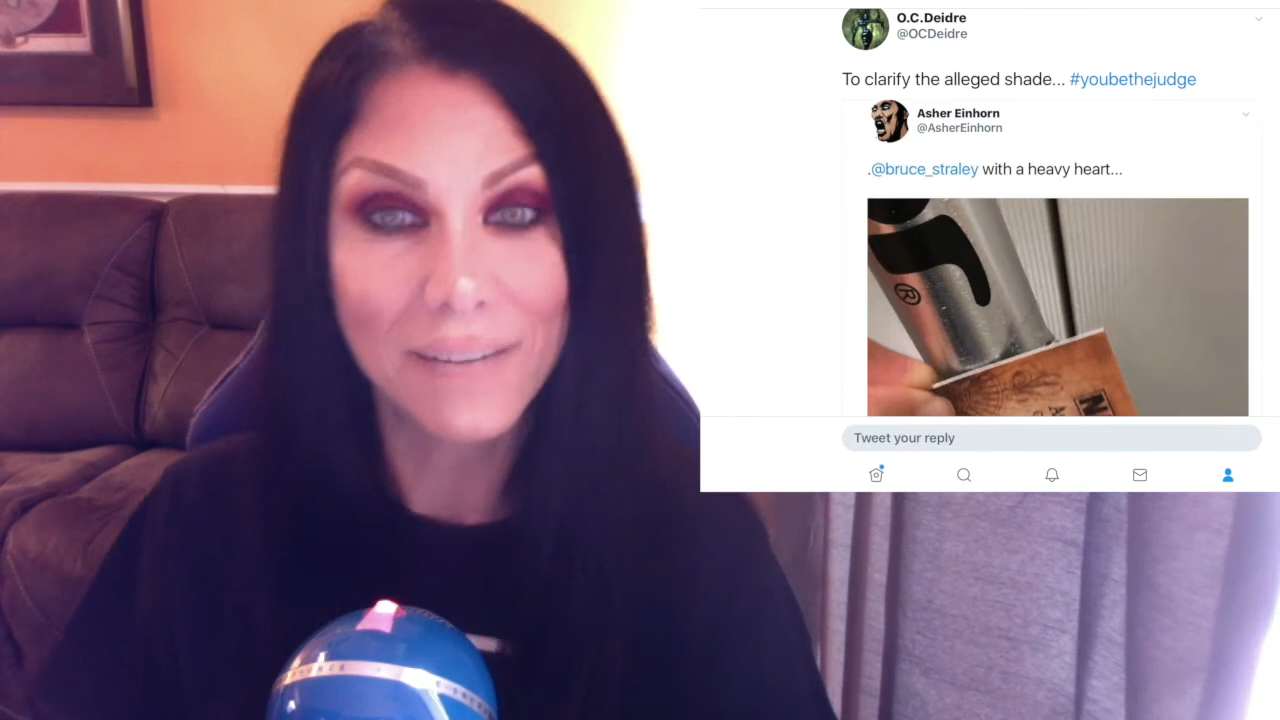 O.C.Deidre
@OCDeidre
To clarify the alleged shade... #youbethejudge
Asher Einhorn
@AsherEinhorn
.@bruce_straley with a heavy heart...
®
Tweet your reply